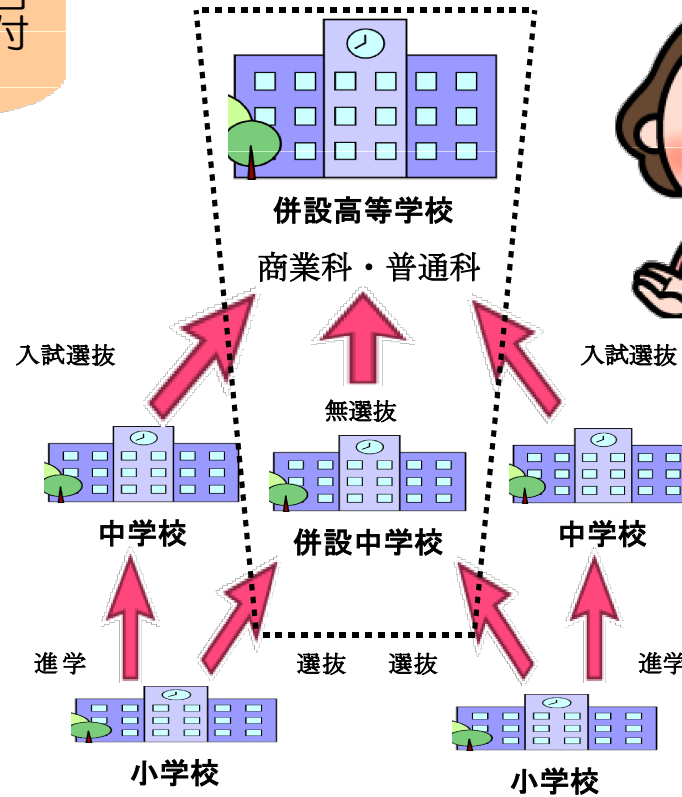 付
併設高等学校
商業科・普通科
入試選抜
入試選抜
無選抜
中学校
併設中学校
中学校
進学
選抜
選抜
進学
小学校
小学校